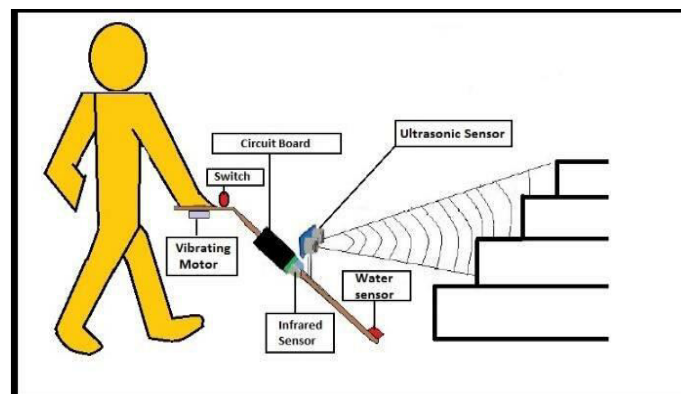 Circuit Board
Ultrasonic Sensor
Switch
Vibrating
Motor
Water
sensor
Infrared
Sensor